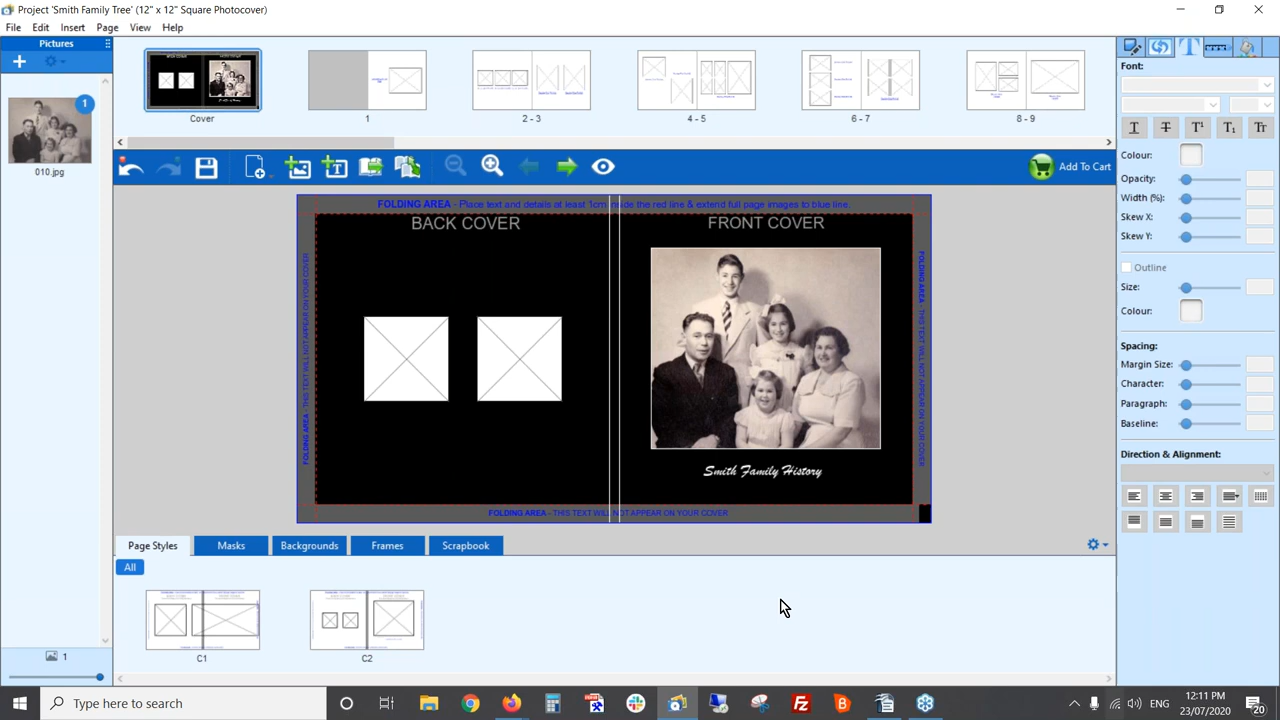 Project 'Smith Family Tree' (12" x 12" Square Photocover)
File Edit Insert Page View Help
Pictures
1
010.jpg
1
Cover
1
2 - 3
4 - 5
6 - 7
8 - 9
Add To Cart
FOLDING AREA - Place text and details at least 1cm inside the red line & extend full page images to blue line.
BACK COVER
FRONT COVER
FOLDING AREA - THIS TEXT WILL NOT APPEAR ON YOUR COVER
FOLDING AREA - THIS TEXT WILL NOT APPEAR ON YOUR COVER
Smith Family History
FOLDING AREA - THIS TEXT WILL NOT APPEAR ON YOUR COVER
Page Styles Masks Backgrounds Frames Scrapbook
All
C1
C2
Font:
T T T¹ T₁ Tr
Colour:
Opacity:
Width (%):
Skew X:
Skew Y:
Outline
Size:
Colour:
Spacing:
Margin Size:
Character:
Paragraph:
Baseline:
Direction & Alignment:
Type here to search
ENG
12:11 PM
23/07/2020
20